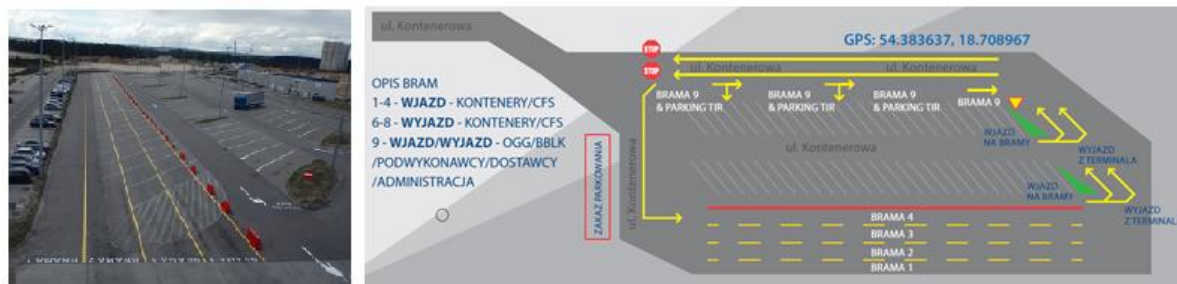 ul. Kontenerowa
GPS: 54.383637, 18.708967
STOP
STOP
ul. Kontenerowa
ul. Kontenerowa
OPIS BRAM
1-4 - WJAZD - KONTENERY/CFS
6-8 - WYJAZD - KONTENERY/CFS
9 - WJAZD/WYJAZD - OGG/BBLK
/PODWYKONAWCY/DOSTAWCY
/ADMINISTRACJA
BRAMA 9
& PARKING TIR
BRAMA 9
& PARKING TIR
BRAMA 9
& PARKING TIR
BRAMA 9
WJAZD
NA BRAMY
WYJAZD
Z TERMINALA
ul. Kontenerowa
ZAKAZ PARKOWANIA
ul. Kontenerowa
WJAZD
NA BRAMY
WYJAZD
Z TERMINALA
BRAMA 4
BRAMA 3
BRAMA 2
BRAMA 1